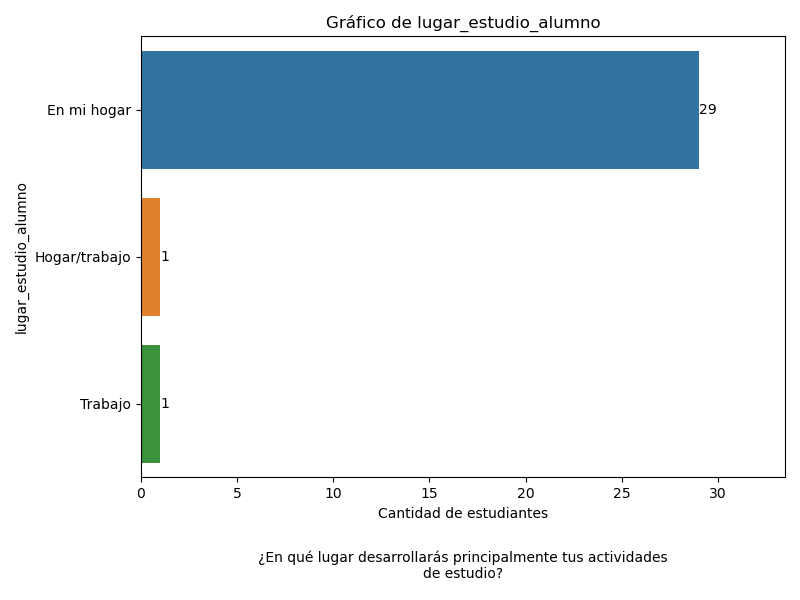 Gráfico de lugar_estudio_alumno
lugar_estudio_alumno
En mi hogar
29
Hogar/trabajo
1
Trabajo
1
0 5 10 15 20 25 30
Cantidad de estudiantes
¿En qué lugar desarrollarás principalmente tus actividades
de estudio?